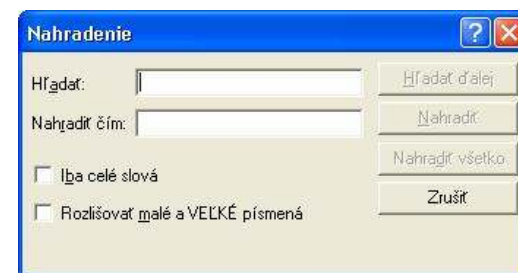 Nahradenie
Hľadať:
Hľadať ďalej
Nahradiť čím:
Nahradiť
Nahradiť všetko
Iba celé slová
Zrušiť
Rozlišovať malé a VEĽKÉ písmená